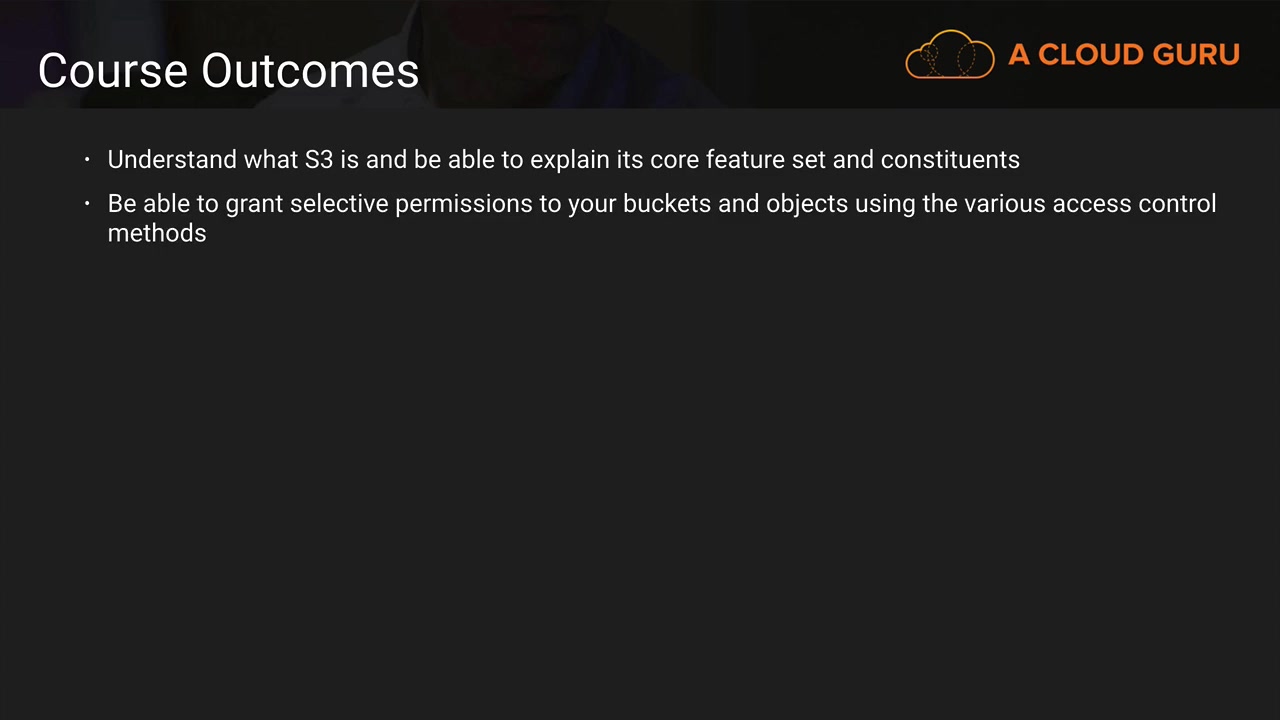 Course Outcomes
A CLOUD GURU
• Understand what S3 is and be able to explain its core feature set and constituents
• Be able to grant selective permissions to your buckets and objects using the various access control
methods